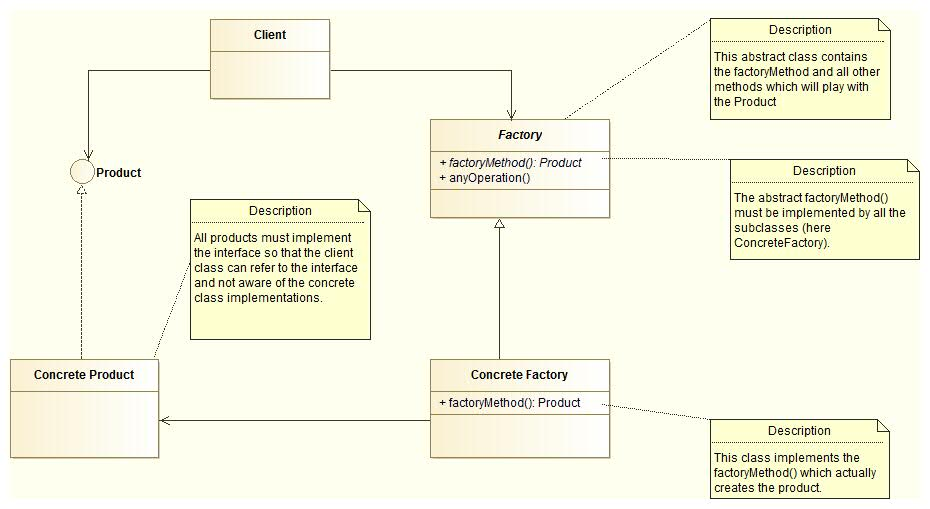 Client
Description
This abstract class contains
the factoryMethod and all other
methods which will play with
the Product
Factory
+ factoryMethod(): Product
+ anyOperation()
Product
Description
The abstract factoryMethod()
must be implemented by all the
subclasses (here
ConcreteFactory).
Description
All products must implement
the interface so that the client
class can refer to the interface
and not aware of the concrete
class implementations.
Concrete Product
Concrete Factory
+ factoryMethod(): Product
Description
This class implements the
factoryMethod() which actually
creates the product.